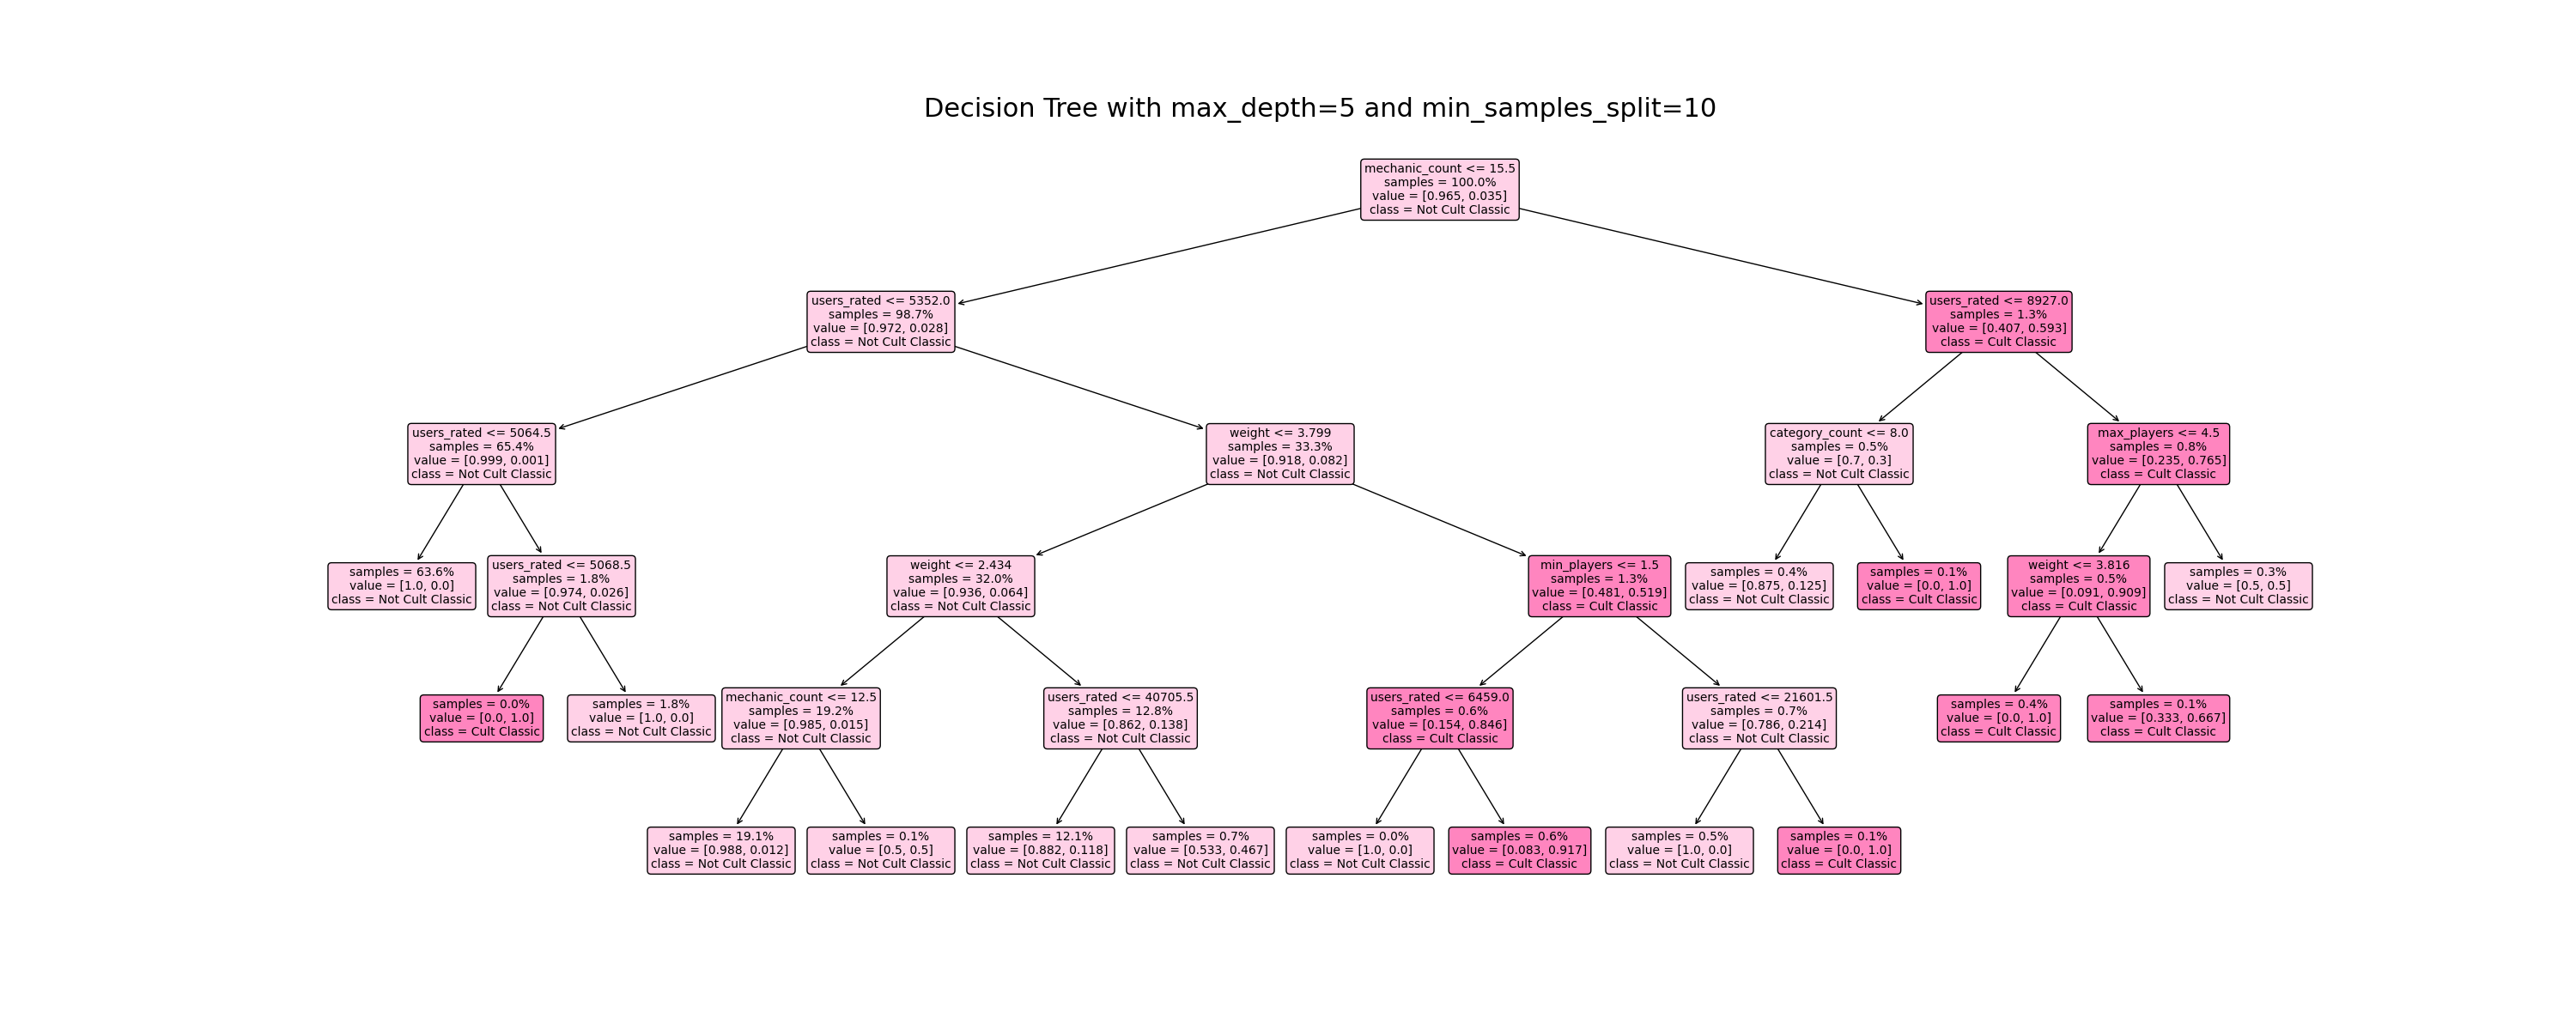 Decision Tree with max_depth=5 and min_samples_split=10
mechanic_count <= 15.5
samples = 100.0%
value = [0.965, 0.035]
class = Not Cult Classic
users_rated <= 5352.0
samples = 98.7%
value = [0.972, 0.028]
class = Not Cult Classic
users_rated <= 8927.0
samples = 1.3%
value = [0.407, 0.593]
class = Cult Classic
users_rated <= 5064.5
samples = 65.4%
value = [0.999, 0.001]
class = Not Cult Classic
weight <= 3.799
samples = 33.3%
value = [0.918, 0.082]
class = Not Cult Classic
category_count <= 8.0
samples = 0.5%
value = [0.7, 0.3]
class = Not Cult Classic
max_players <= 4.5
samples = 0.8%
value = [0.235, 0.765]
class = Cult Classic
samples = 63.6%
value = [1.0, 0.0]
class = Not Cult Classic
users_rated <= 5068.5
samples = 1.8%
value = [0.974, 0.026]
class = Not Cult Classic
weight <= 2.434
samples = 32.0%
value = [0.936, 0.064]
class = Not Cult Classic
min_players <= 1.5
samples = 1.3%
value = [0.481, 0.519]
class = Cult Classic
samples = 0.4%
value = [0.875, 0.125]
class = Not Cult Classic
samples = 0.1%
value = [0.0, 1.0]
class = Cult Classic
weight <= 3.816
samples = 0.5%
value = [0.091, 0.909]
class = Cult Classic
samples = 0.3%
value = [0.5, 0.5]
class = Not Cult Classic
samples = 0.0%
value = [0.0, 1.0]
class = Cult Classic
samples = 1.8%
value = [1.0, 0.0]
class = Not Cult Classic
mechanic_count <= 12.5
samples = 19.2%
value = [0.985, 0.015]
class = Not Cult Classic
users_rated <= 40705.5
samples = 12.8%
value = [0.862, 0.138]
class = Not Cult Classic
users_rated <= 6459.0
samples = 0.6%
value = [0.154, 0.846]
class = Cult Classic
users_rated <= 21601.5
samples = 0.7%
value = [0.786, 0.214]
class = Not Cult Classic
samples = 0.4%
value = [0.0, 1.0]
class = Cult Classic
samples = 0.1%
value = [0.333, 0.667]
class = Cult Classic
samples = 19.1%
value = [0.988, 0.012]
class = Not Cult Classic
samples = 0.1%
value = [0.5, 0.5]
class = Not Cult Classic
samples = 12.1%
value = [0.882, 0.118]
class = Not Cult Classic
samples = 0.7%
value = [0.533, 0.467]
class = Not Cult Classic
samples = 0.0%
value = [1.0, 0.0]
class = Not Cult Classic
samples = 0.6%
value = [0.083, 0.917]
class = Cult Classic
samples = 0.5%
value = [1.0, 0.0]
class = Not Cult Classic
samples = 0.1%
value = [0.0, 1.0]
class = Cult Classic